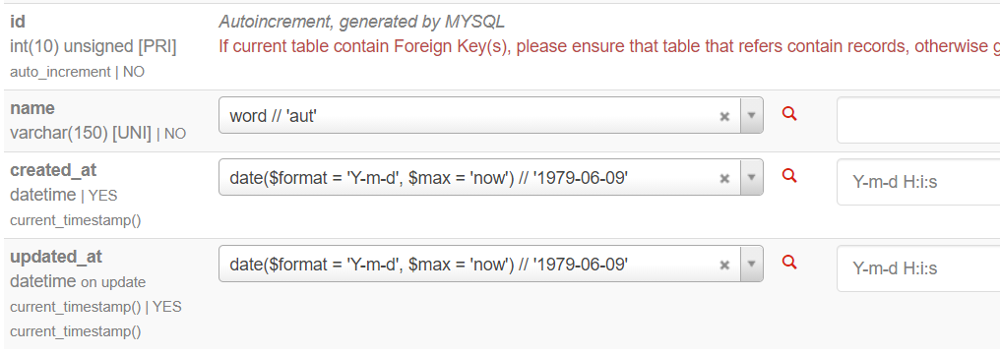 id
Autoincrement, generated by MYSQL
int(10) unsigned [PRI]
If current table contain Foreign Key(s), please ensure that table that refers contain records, otherwise g
auto_increment | NO
name
word // 'aut'
varchar(150) [UNI] | NO
created_at
date($format = 'Y-m-d', $max = 'now') // '1979-06-09'
Y-m-d H:i:s
datetime | YES
current_timestamp()
updated_at
date($format = 'Y-m-d', $max = 'now') // '1979-06-09'
Y-m-d H:i:s
datetime on update
current_timestamp() | YES
current_timestamp()